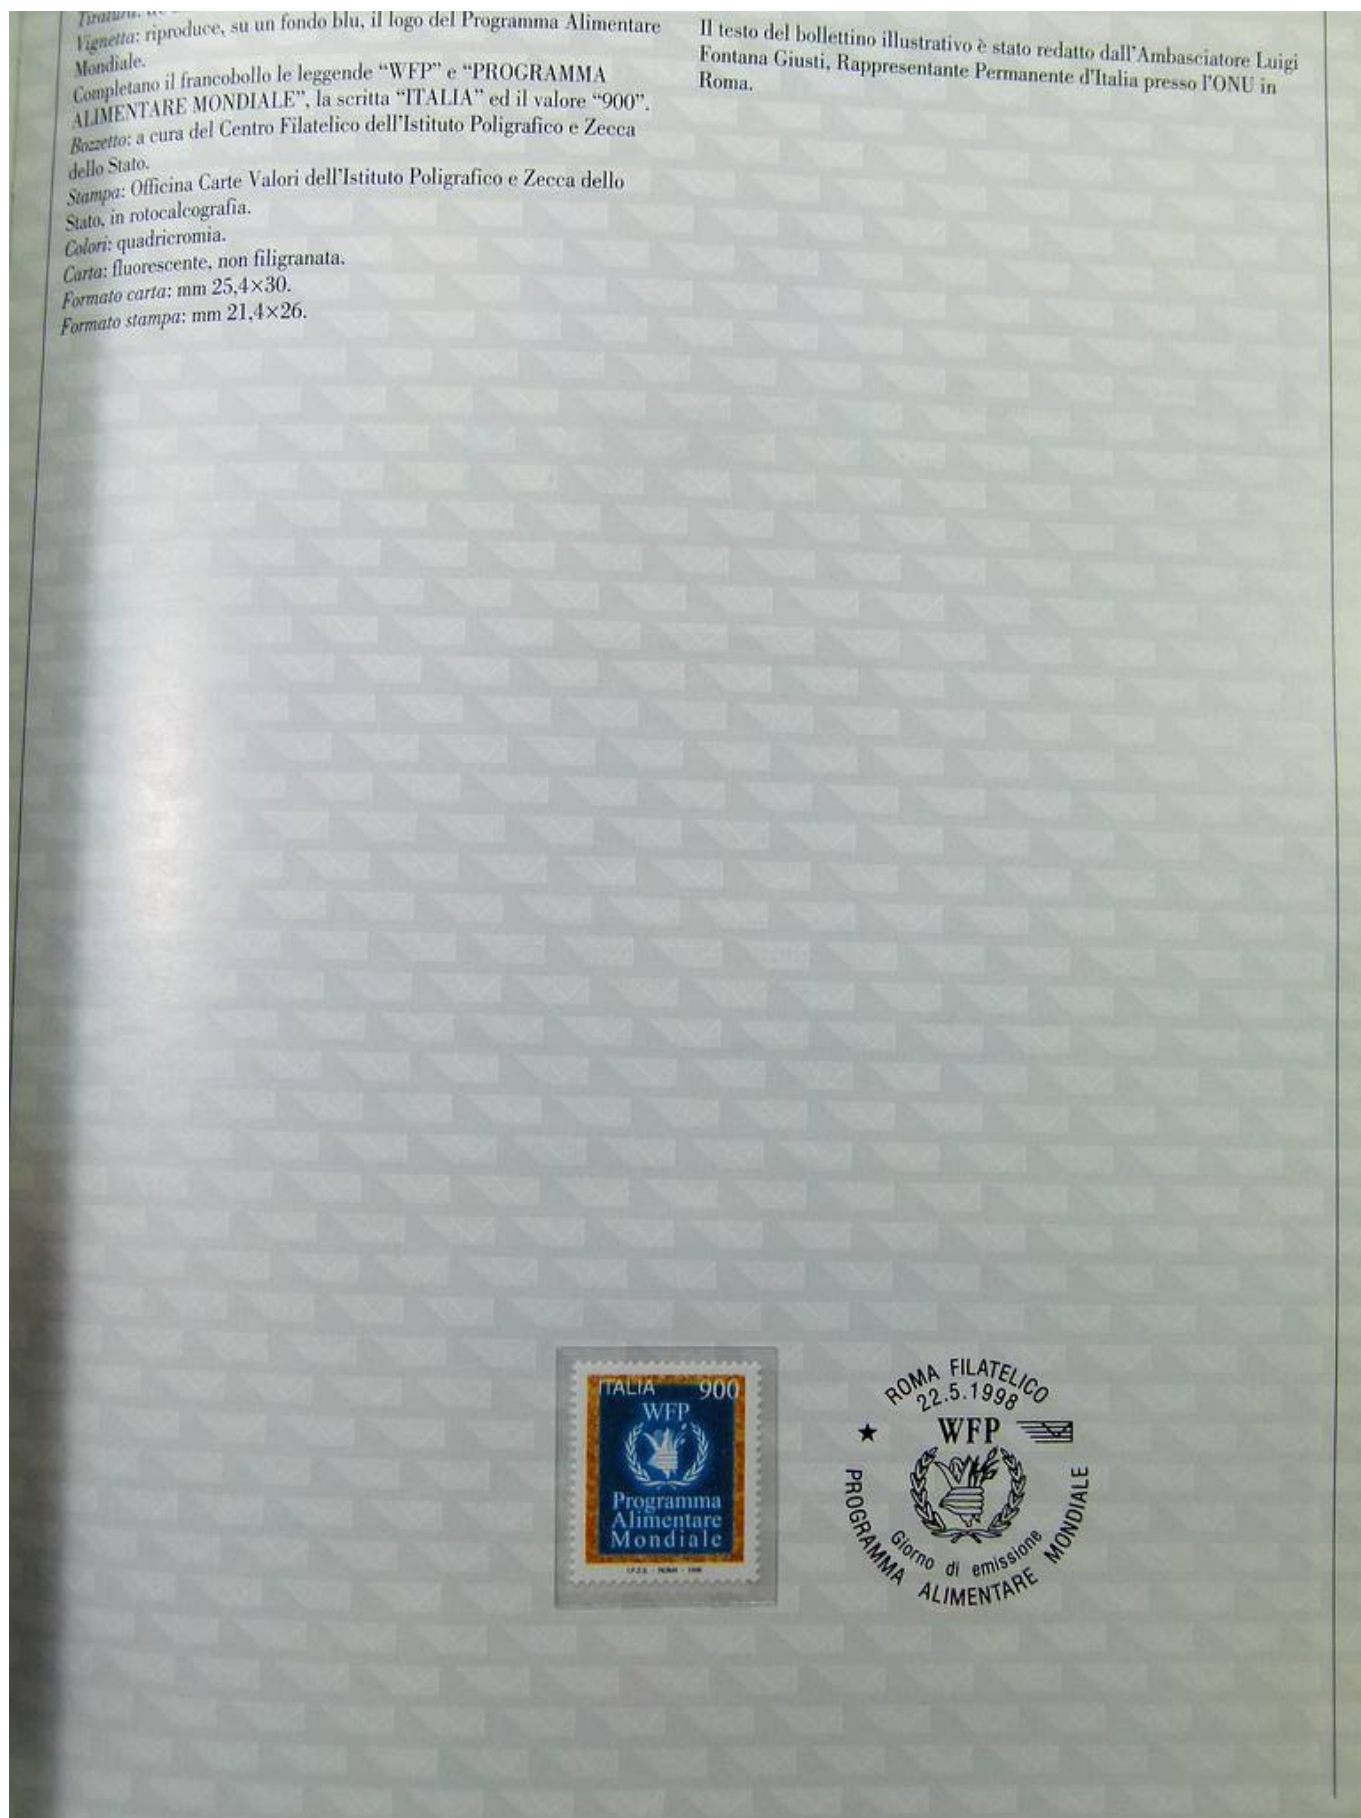 Tiratura:
Vignetta: riproduce, su un fondo blu, il logo del Programma Alimentare
Mondiale.
Completano il francobollo le leggende “WFP” e “PROGRAMMA
ALIMENTARE MONDIALE”, la scritta “ITALIA” ed il valore “900”.
Bozzetto: a cura del Centro Filatelico dell'Istituto Poligrafico e Zecca
dello Stato.
Stampa: Officina Carte Valori dell'Istituto Poligrafico e Zecca dello
Stato, in rotocalcografia.
Colori: quadricromia.
Carta: fluorescente, non filigranata.
Formato carta: mm 25,4×30.
Formato stampa: mm 21,4×26.
Il testo del bollettino illustrativo è stato redatto dall'Ambasciatore Luigi
Fontana Giusti, Rappresentante Permanente d'Italia presso l'ONU in
Roma.
ITALIA 900
WFP
Programma
Alimentare
Mondiale
I.P.Z.S. - ROMA - 1998
ROMA FILATELICO
22.5.1998
WFP
Giorno di emissione
PROGRAMMA ALIMENTARE MONDIALE